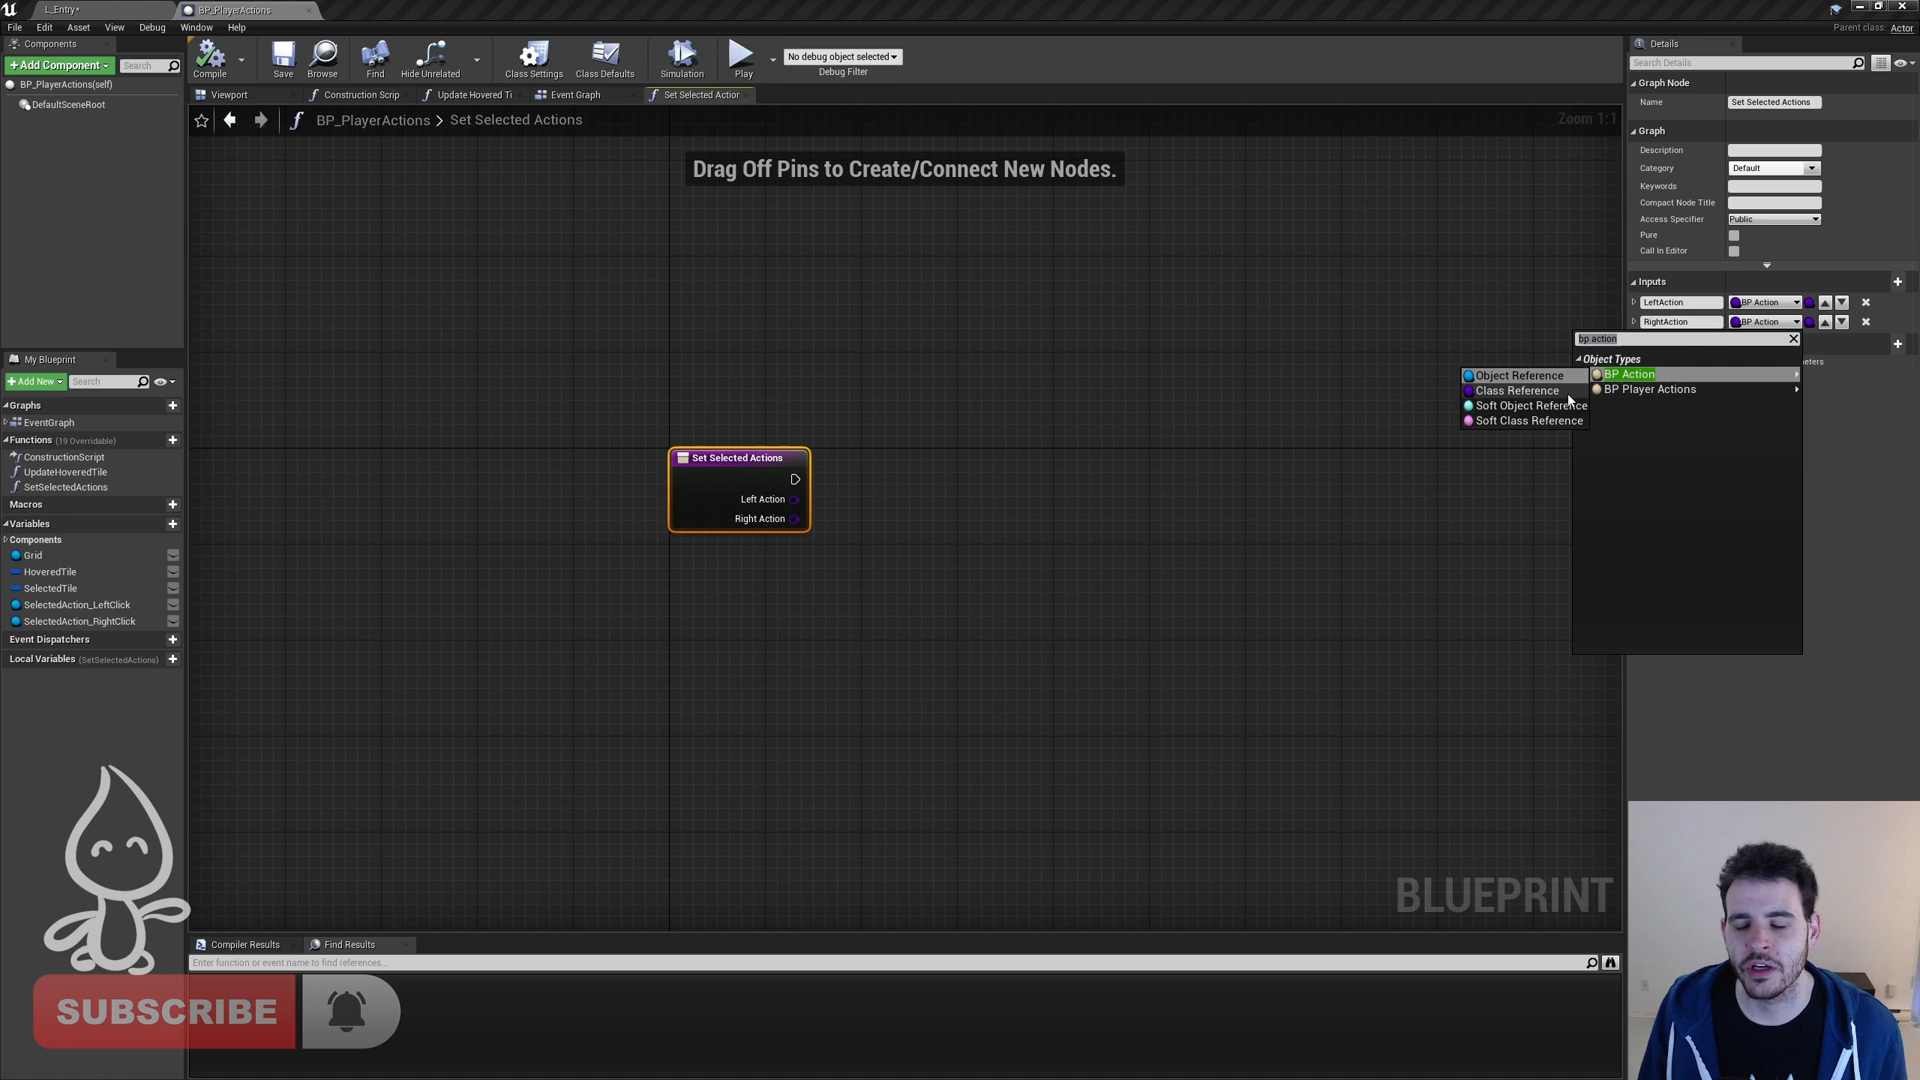 L_Entry*
BP_PlayerActions
File Edit Asset View Debug Window Help
Parent class: Actor
Components
+Add Component
Search
BP_PlayerActions(self)
DefaultSceneRoot
Compile
Save
Browse
Find
Hide Unrelated
Class Settings
Class Defaults
Simulation
Play
No debug object selected
Debug Filter
Viewport
Construction Scrip
Update Hovered Ti
Event Graph
Set Selected Action
BP_PlayerActions > Set Selected Actions
Zoom 1:1
Drag Off Pins to Create/Connect New Nodes.
Set Selected Actions
Left Action
Right Action
BLUEPRINT
My Blueprint
+Add New
Search
Graphs
EventGraph
Functions (19 Overridable)
ConstructionScript
UpdateHoveredTile
SetSelectedActions
Macros
Variables
Components
Grid
HoveredTile
SelectedTile
SelectedAction_LeftClick
SelectedAction_RightClick
Event Dispatchers
Local Variables (SetSelectedActions)
Details
Search Details
Graph Node
Name Set Selected Actions
Graph
Description
Category Default
Keywords
Compact Node Title
Access Specifier Public
Pure
Call In Editor
Inputs
LeftAction BP Action
RightAction BP Action
bp action
Object Types
BP Action
BP Player Actions
Object Reference
Class Reference
Soft Object Reference
Soft Class Reference
Compiler Results
Find Results
Enter function or event name to find references...
SUBSCRIBE